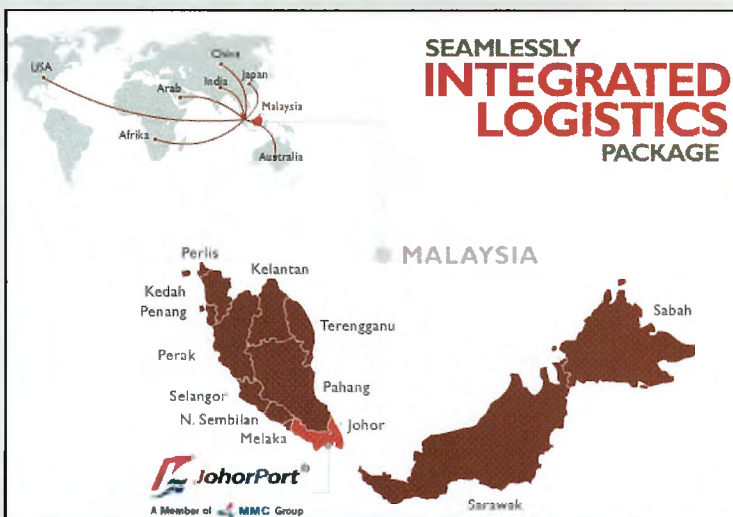 SEAMLESSLY
INTEGRATED
LOGISTICS
PACKAGE
China
USA
India
Japan
Arab
Malaysia
Afrika
Australia
MALAYSIA
Perlis
Kelantan
Kedah
Penang
Sabah
Terengganu
Perak
Pahang
Selangor
N. Sembilan
Johor
Melaka
JohorPort
A Member of MMC Group
Sarawak